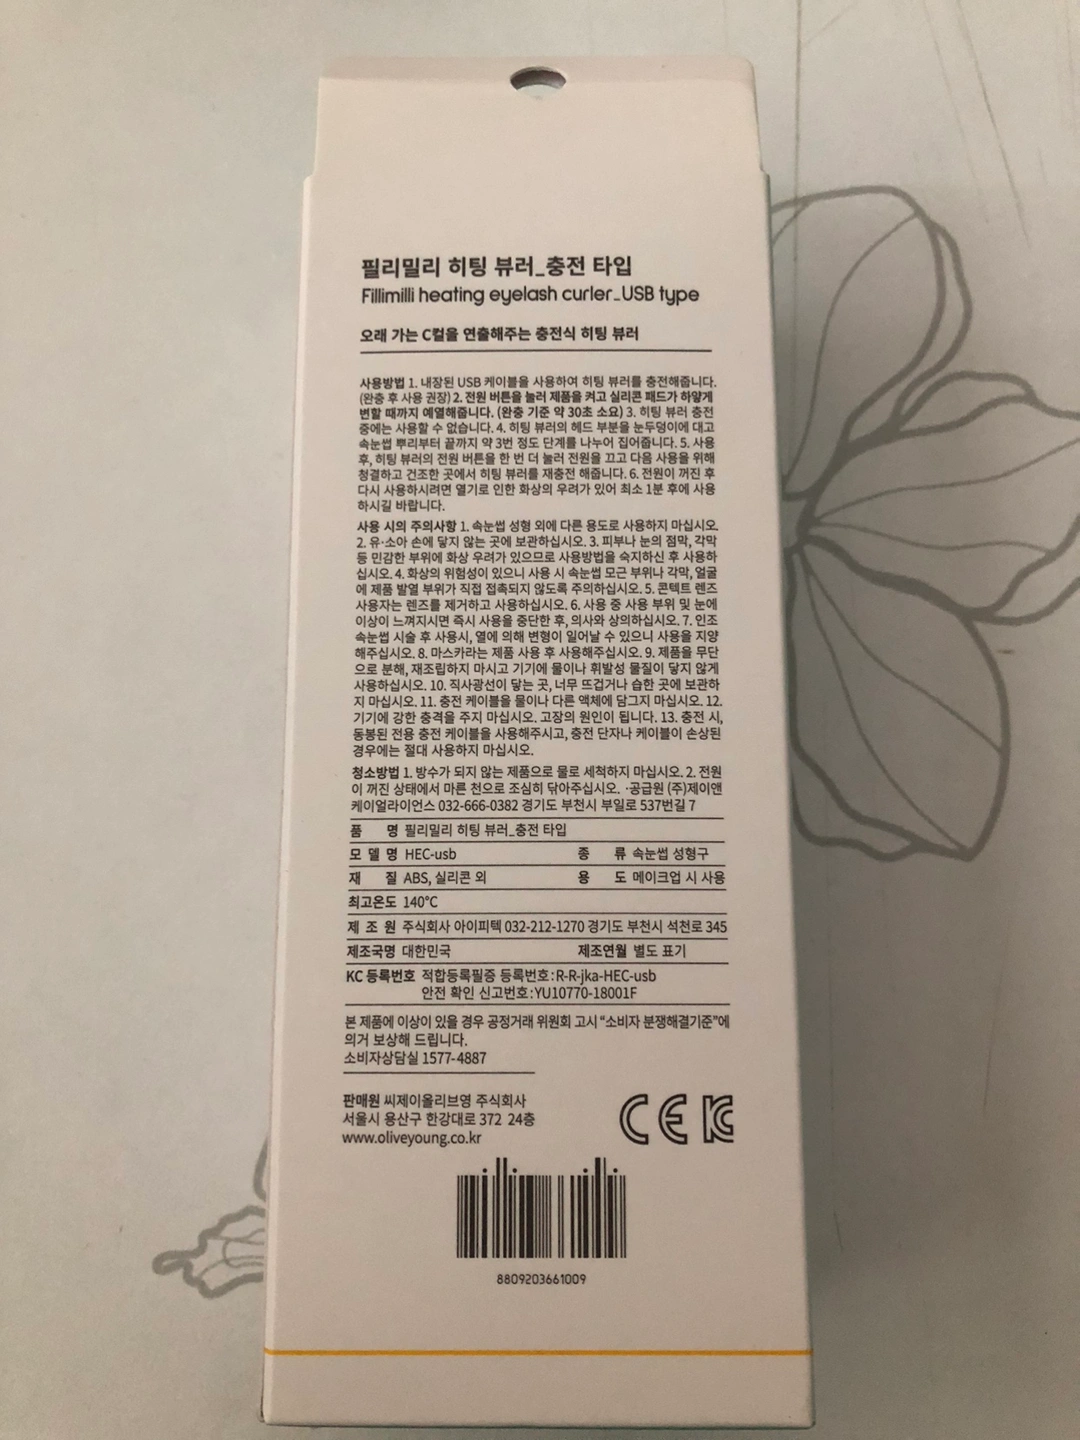 필리밀리 히팅 뷰러_충전 타입
Fillimilli heating eyelash curler_USB type
오래 가는 C컬을 연출해주는 충전식 히팅 뷰러
사용방법 1. 내장된 USB 케이블을 사용하여 히팅 뷰러를 충전해줍니다.
(완충 후 사용 권장) 2. 전원 버튼을 눌러 제품을 켜고 실리콘 패드가 하얗게
변할 때까지 예열해줍니다. (완충 기준 약 30초 소요) 3. 히팅 뷰러 충전
중에는 사용할 수 없습니다. 4. 히팅 뷰러의 헤드 부분을 눈두덩이에 대고
속눈썹 뿌리부터 끝까지 약 3번 정도 단계를 나누어 집어줍니다. 5. 사용
후, 히팅 뷰러의 전원 버튼을 한 번 더 눌러 전원을 끄고 다음 사용을 위해
청결하고 건조한 곳에서 히팅 뷰러를 재충전 해줍니다. 6. 전원이 꺼진 후
다시 사용하시려면 열기로 인한 화상의 우려가 있어 최소 1분 후에 사용
하시길 바랍니다.
사용 시의 주의사항 1. 속눈썹 성형 외에 다른 용도로 사용하지 마십시오.
2. 유·소아 손에 닿지 않는 곳에 보관하십시오. 3. 피부나 눈의 점막, 각막
등 민감한 부위에 화상 우려가 있으므로 사용방법을 숙지하신 후 사용하
십시오. 4. 화상의 위험성이 있으니 사용 시 속눈썹 모근 부위나 각막, 얼굴
에 제품 발열 부위가 직접 접촉되지 않도록 주의하십시오. 5. 콘텍트 렌즈
사용자는 렌즈를 제거하고 사용하십시오. 6. 사용 중 사용 부위 및 눈에
이상이 느껴지시면 즉시 사용을 중단한 후, 의사와 상의하십시오. 7. 인조
속눈썹 시술 후 사용시, 열에 의해 변형이 일어날 수 있으니 사용을 지양
해주십시오. 8. 마스카라는 제품 사용 후 사용해주십시오. 9. 제품을 무단
으로 분해, 재조립하지 마시고 기기에 물이나 휘발성 물질이 닿지 않게
사용하십시오. 10. 직사광선이 닿는 곳, 너무 뜨겁거나 습한 곳에 보관하
지 마십시오. 11. 충전 케이블을 물이나 다른 액체에 담그지 마십시오. 12.
기기에 강한 충격을 주지 마십시오. 고장의 원인이 됩니다. 13. 충전 시,
동봉된 전용 충전 케이블을 사용해주시고, 충전 단자나 케이블이 손상된
경우에는 절대 사용하지 마십시오.
청소방법 1. 방수가 되지 않는 제품으로 물로 세척하지 마십시오. 2. 전원
이 꺼진 상태에서 마른 천으로 조심히 닦아주십시오. ·공급원 (주)제이앤
케이얼라이언스 032-666-0382 경기도 부천시 부일로 537번길 7
품 명 필리밀리 히팅 뷰러_충전 타입
모 델 명 HEC-usb 종 류 속눈썹 성형구
재 질 ABS, 실리콘 외 용 도 메이크업 시 사용
최고온도 140°C
제 조 원 주식회사 아이피텍 032-212-1270 경기도 부천시 석천로 345
제조국명 대한민국 제조연월 별도 표기
KC 등록번호 적합등록필증 등록번호:R-R-jka-HEC-usb
안전 확인 신고번호:YU10770-18001F
본 제품에 이상이 있을 경우 공정거래 위원회 고시 “소비자 분쟁해결기준”에
의거 보상해 드립니다.
소비자상담실 1577-4887
판매원 씨제이올리브영 주식회사
서울시 용산구 한강대로 372 24층
www.oliveyoung.co.kr
CE KC
8809203661009